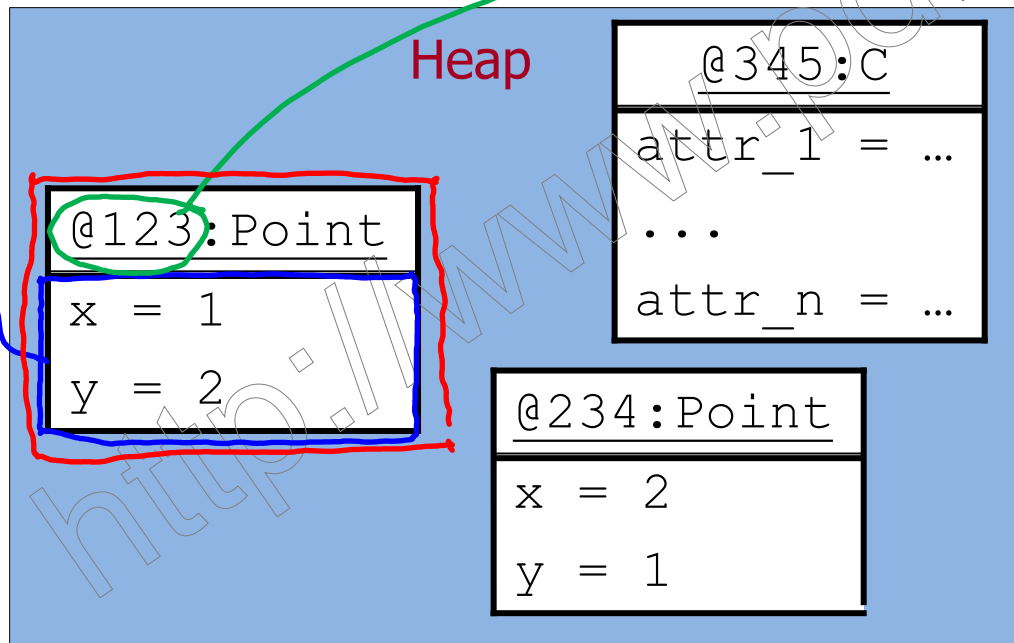 Heap
@345:C
attr_1 = …
...
attr_n = …
@123:Point
x = 1
y = 2
@234:Point
x = 2
y = 1